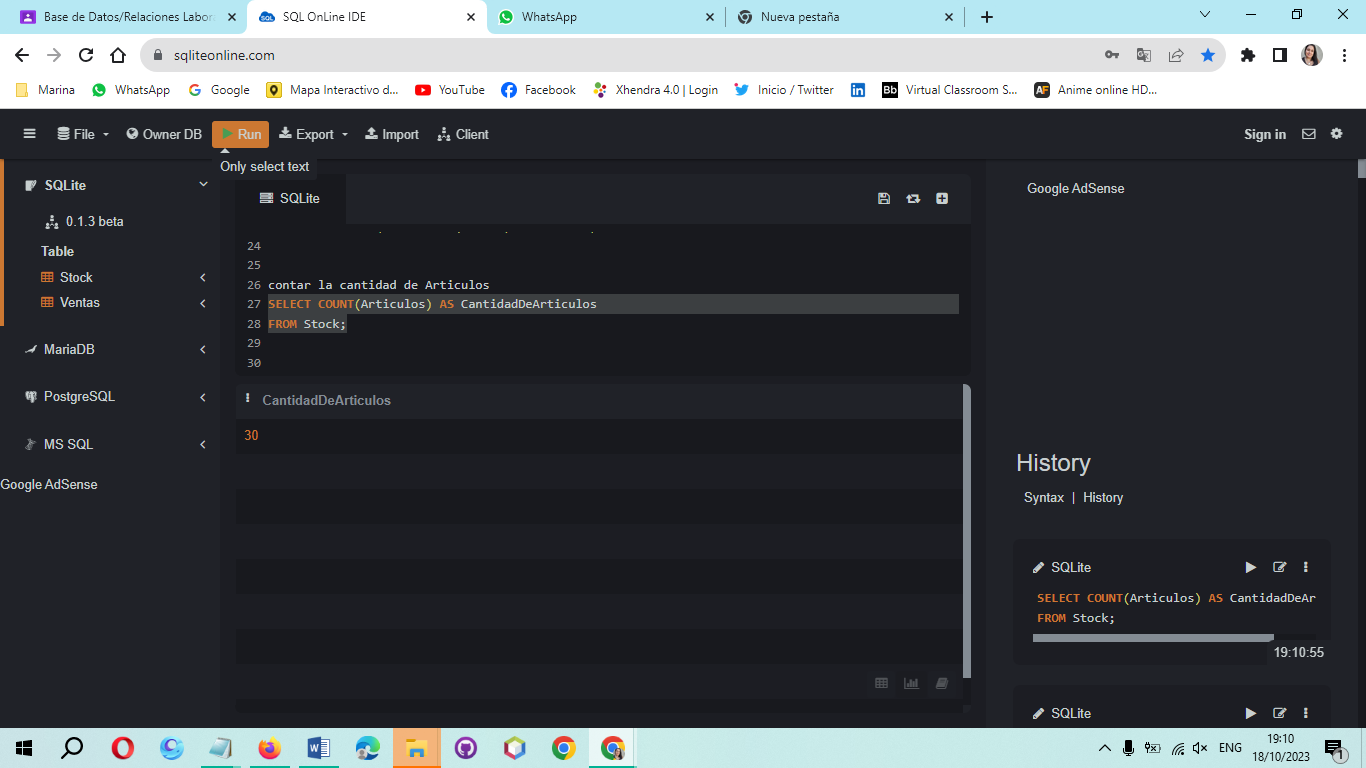 Base de Datos/Relaciones Labor
SQL OnLine IDE
WhatsApp
Nueva pestaña
sqliteonline.com
Marina
WhatsApp
Google
Mapa Interactivo d...
YouTube
Facebook
Xhendra 4.0 | Login
Inicio / Twitter
Bb Virtual Classroom S...
AF Anime online HD...
File
Owner DB
Run
Export
Import
Client
Sign in
Only select text
SQLite
0.1.3 beta
Table
Stock
Ventas
MariaDB
PostgreSQL
MS SQL
Google AdSense
SQLite
24
25
26 contar la cantidad de Articulos
27 SELECT COUNT(Articulos) AS CantidadDeArticulos
28 FROM Stock;
29
30
CantidadDeArticulos
30
Google AdSense
History
Syntax | History
SQLite
SELECT COUNT(Articulos) AS CantidadDeAr
FROM Stock;
19:10:55
SQLite
ENG
19:10
18/10/2023
1